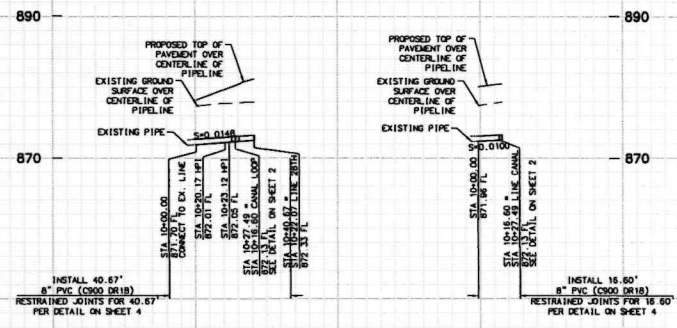 890
890
PROPOSED TOP OF
PAVEMENT OVER
CENTERLINE OF
PIPELINE
EXISTING GROUND
SURFACE OVER
CENTERLINE OF
PIPELINE
EXISTING PIPE
S=0.0148
870
STA 10+00.00
871.70 FL
CONNECT TO EX. LINE
STA 10+20.17 HPI
872.01 FL
STA 10+23.12 HPI
872.05 FL
STA 10+27.49 =
STA 10+16.60 CANAL LOOP
872.13 FL
SEE DETAIL ON SHEET 2
STA 10+40.67 =
STA 10+22.07 LINE 28TH
872.33 FL
INSTALL 40.67'
8" PVC (C900 DR18)
RESTRAINED JOINTS FOR 40.67'
PER DETAIL ON SHEET 4
PROPOSED TOP OF
PAVEMENT OVER
CENTERLINE OF
PIPELINE
EXISTING GROUND
SURFACE OVER
CENTERLINE OF
PIPELINE
EXISTING PIPE
S=0.0100
870
STA 10+00.00
871.96 FL
STA 10+16.60 =
STA 10+27.49 LINE CANAL
872.13 FL
SEE DETAIL ON SHEET 2
INSTALL 16.60'
8" PVC (C900 DR18)
RESTRAINED JOINTS FOR 16.60'
PER DETAIL ON SHEET 4